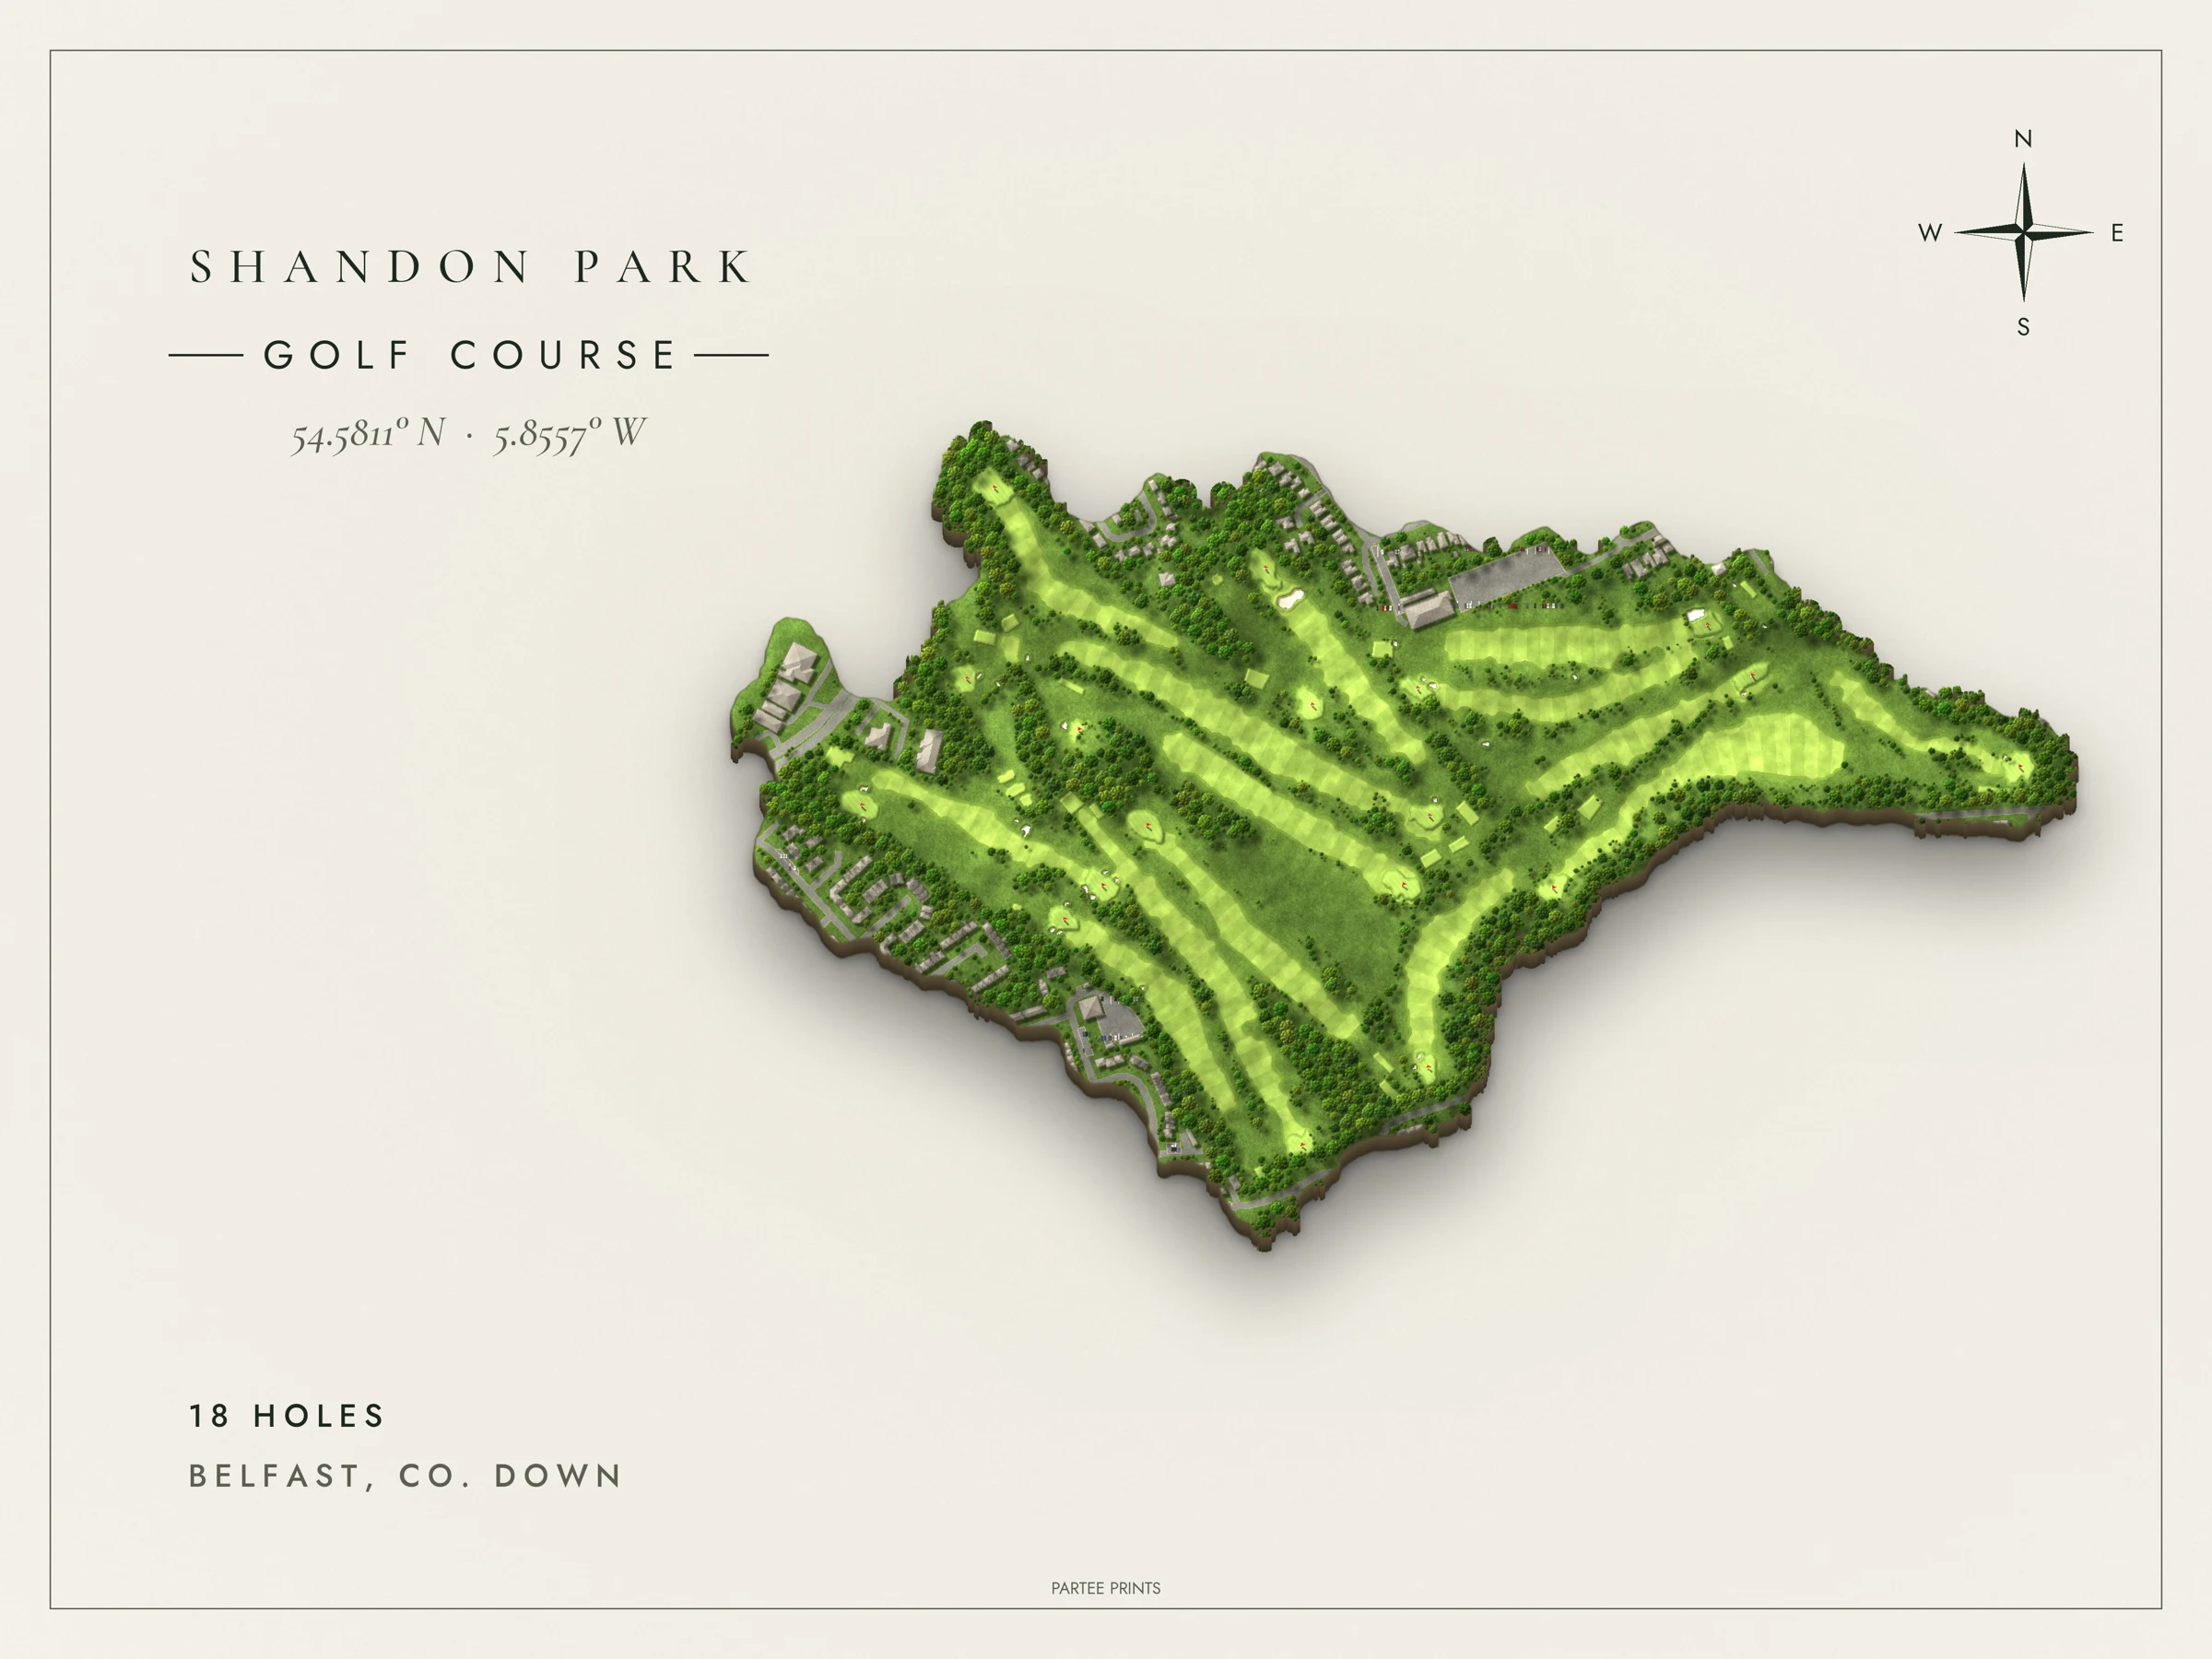 SHANDON PARK
GOLF COURSE
54.5811° N · 5.8557° W
N
W E
S
18 HOLES
BELFAST, CO. DOWN
PARTEE PRINTS